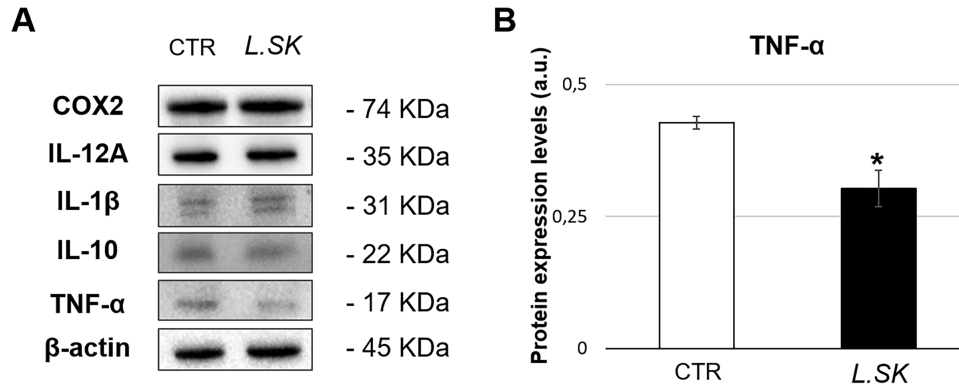 A
CTR L.SK
COX2 - 74 KDa
IL-12A - 35 KDa
IL-1β - 31 KDa
IL-10 - 22 KDa
TNF-α - 17 KDa
β-actin - 45 KDa
B
TNF-α
Protein expression levels (a.u.)
0,5
0,25
0
*
CTR L.SK